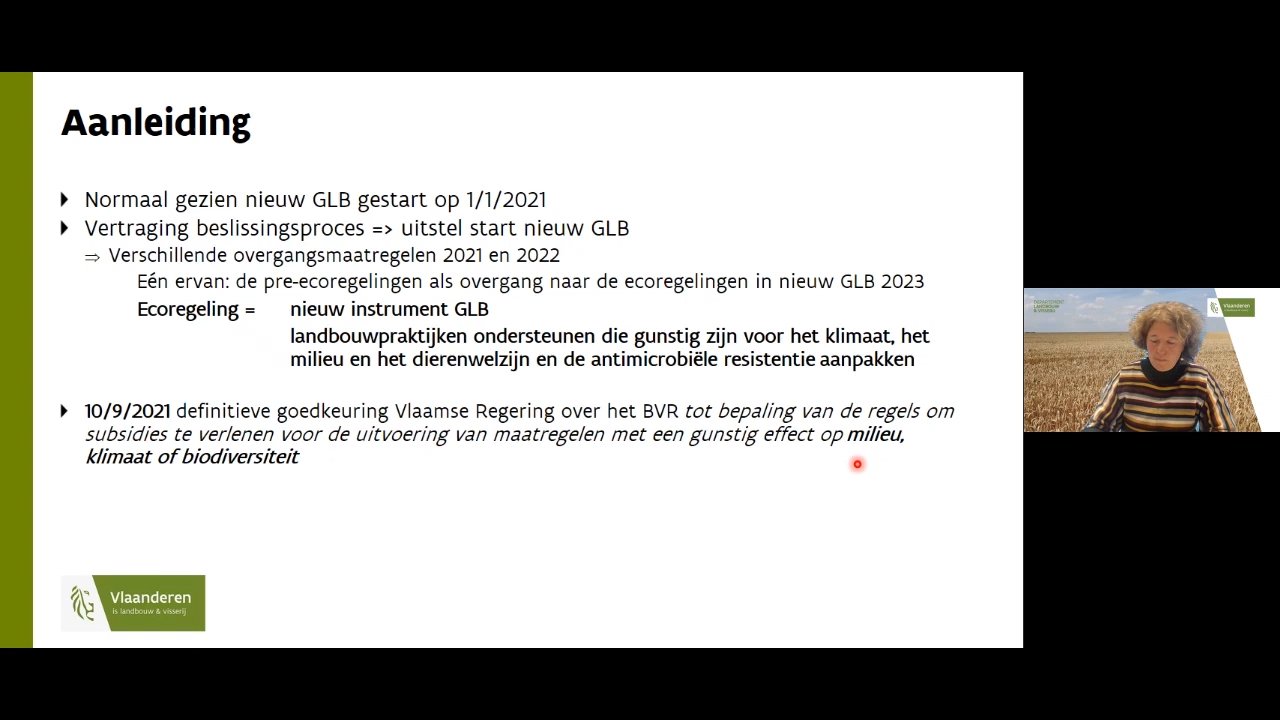 Aanleiding
Normaal gezien nieuw GLB gestart op 1/1/2021
Vertraging beslissingsproces => uitstel start nieuw GLB
⇒ Verschillende overgangsmaatregelen 2021 en 2022
Eén ervan: de pre-ecoregelingen als overgang naar de ecoregelingen in nieuw GLB 2023
Ecoregeling = nieuw instrument GLB
landbouwpraktijken ondersteunen die gunstig zijn voor het klimaat, het
milieu en het dierenwelzijn en de antimicrobiële resistentie aanpakken
10/9/2021 definitieve goedkeuring Vlaamse Regering over het BVR tot bepaling van de regels om
subsidies te verlenen voor de uitvoering van maatregelen met een gunstig effect op milieu,
klimaat of biodiversiteit
Vlaanderen
is landbouw & visserij
DEPARTEMENT
LANDBOUW
& VISSERIJ
Vlaanderen